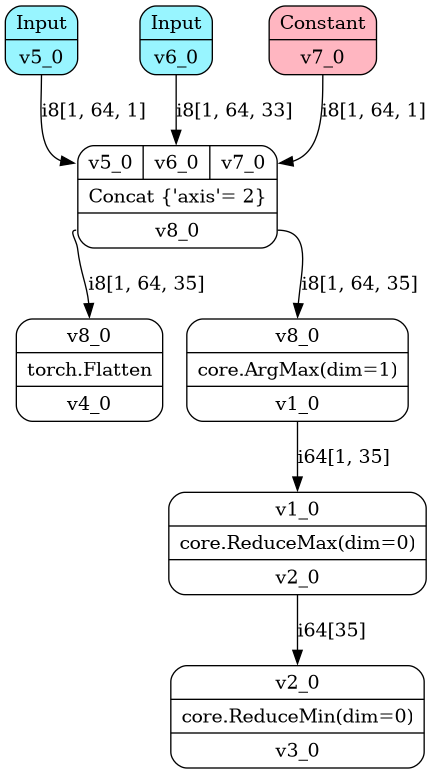 Input
v5_0
Input
v6_0
Constant
v7_0
i8[1, 64, 1]
i8[1, 64, 33]
i8[1, 64, 1]
v5_0
v6_0
v7_0
Concat {'axis'= 2}
v8_0
i8[1, 64, 35]
i8[1, 64, 35]
v8_0
torch.Flatten
v4_0
v8_0
core.ArgMax(dim=1)
v1_0
i64[1, 35]
v1_0
core.ReduceMax(dim=0)
v2_0
i64[35]
v2_0
core.ReduceMin(dim=0)
v3_0